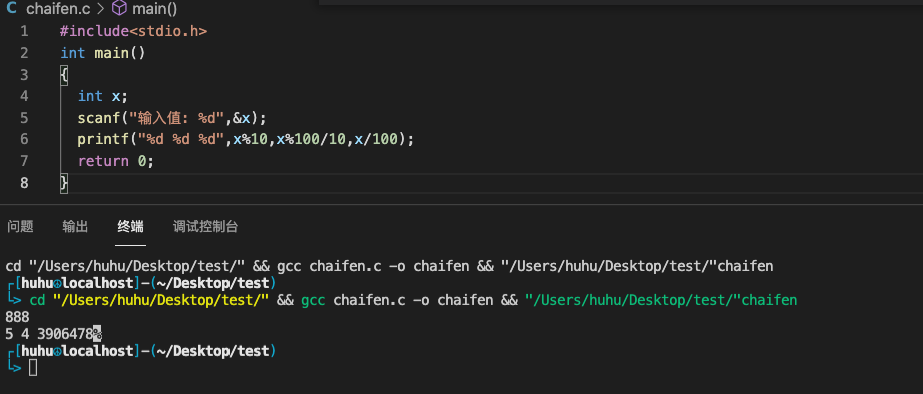 chaifen.c > main()
1 #include<stdio.h>
2 int main()
3 {
4 int x;
5 scanf("输入值: %d",&x);
6 printf("%d %d %d",x%10,x%100/10,x/100);
7 return 0;
8 }
问题 输出 终端 调试控制台
cd "/Users/huhu/Desktop/test/" && gcc chaifen.c -o chaifen && "/Users/huhu/Desktop/test/"chaifen
┌[huhu☮localhost]-(~/Desktop/test)
└> cd "/Users/huhu/Desktop/test/" && gcc chaifen.c -o chaifen && "/Users/huhu/Desktop/test/"chaifen
888
5 4 3906478%
┌[huhu☮localhost]-(~/Desktop/test)
└>